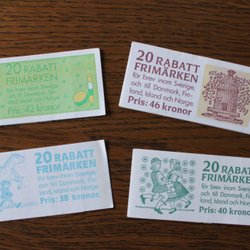 20 RABATT
FRIMÄRKEN
för brev inom Sverige,
och till Danmark, Fin-
land, Island och Norge.
Pris: 42 kronor
20 RABATT
FRIMÄRKEN
för brev inom Sverige,
och till Danmark, Fin-
land, Island och Norge.
Pris: 46 kronor
20 RABATT
FRIMÄRKEN
för brev inom Sverige
och till Danmark, Fin-
land, Island och Norge.
Pris: 38 kronor
20 RABATT
FRIMÄRKEN
för brev inom Sverige
och till Danmark, Fin-
land, Island och Norge.
Pris: 40 kronor